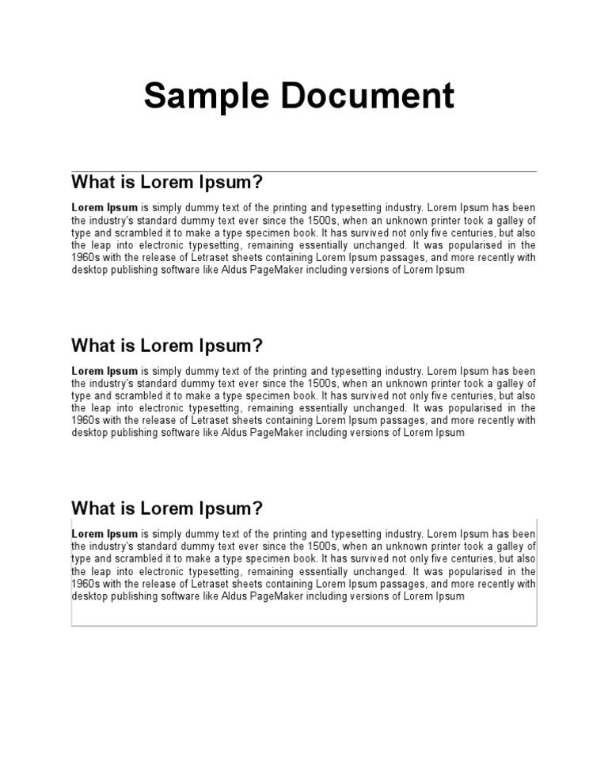 Sample Document
What is Lorem Ipsum?
Lorem Ipsum is simply dummy text of the printing and typesetting industry. Lorem Ipsum has been
the industry's standard dummy text ever since the 1500s, when an unknown printer took a galley of
type and scrambled it to make a type specimen book. It has survived not only five centuries, but also
the leap into electronic typesetting, remaining essentially unchanged. It was popularised in the
1960s with the release of Letraset sheets containing Lorem Ipsum passages, and more recently with
desktop publishing software like Aldus PageMaker including versions of Lorem Ipsum
What is Lorem Ipsum?
Lorem Ipsum is simply dummy text of the printing and typesetting industry. Lorem Ipsum has been
the industry's standard dummy text ever since the 1500s, when an unknown printer took a galley of
type and scrambled it to make a type specimen book. It has survived not only five centuries, but also
the leap into electronic typesetting, remaining essentially unchanged. It was popularised in the
1960s with the release of Letraset sheets containing Lorem Ipsum passages, and more recently with
desktop publishing software like Aldus PageMaker including versions of Lorem Ipsum
What is Lorem Ipsum?
Lorem Ipsum is simply dummy text of the printing and typesetting industry. Lorem Ipsum has been
the industry's standard dummy text ever since the 1500s, when an unknown printer took a galley of
type and scrambled it to make a type specimen book. It has survived not only five centuries, but also
the leap into electronic typesetting, remaining essentially unchanged. It was popularised in the
1960s with the release of Letraset sheets containing Lorem Ipsum passages, and more recently with
desktop publishing software like Aldus PageMaker including versions of Lorem Ipsum